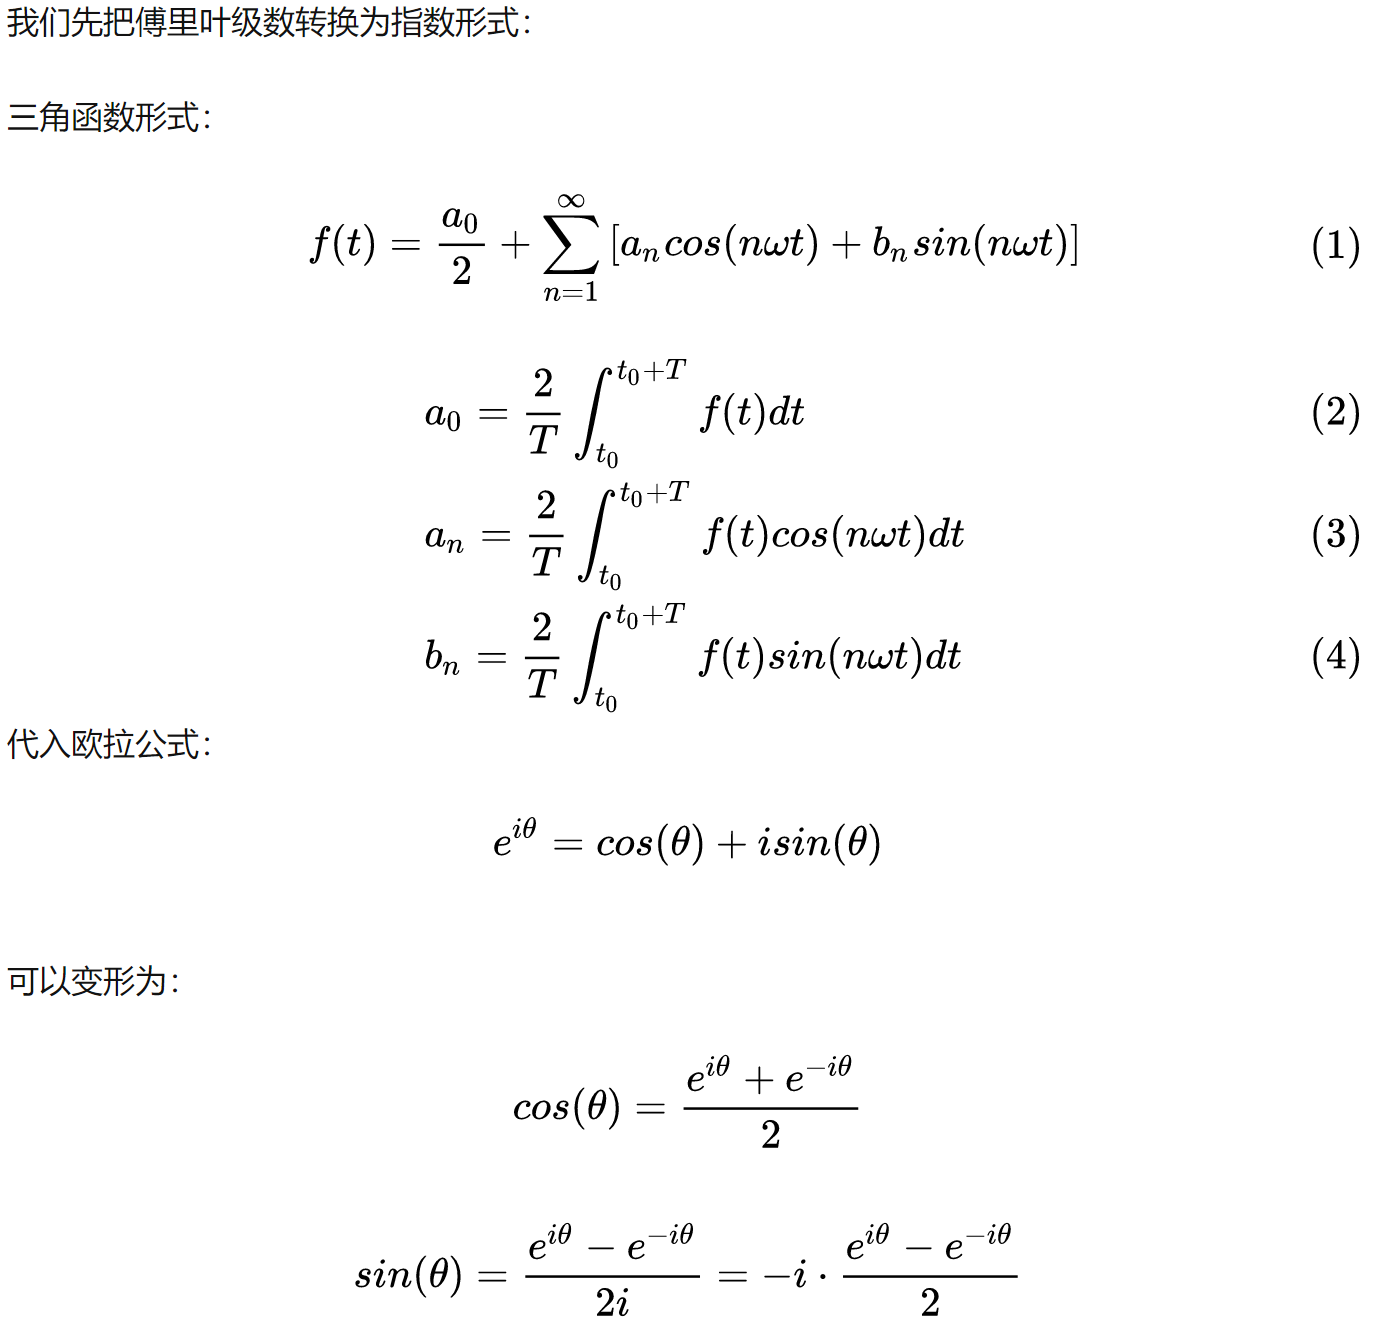 我们先把傅里叶级数转换为指数形式：
三角函数形式：
$f(t) = \frac{a_0}{2} + \sum_{n=1}^{\infty} [a_n cos(n\omega t) + b_n sin(n\omega t)]$ (1)
$a_0 = \frac{2}{T} \int_{t_0}^{t_0+T} f(t)dt$ (2)
$a_n = \frac{2}{T} \int_{t_0}^{t_0+T} f(t)cos(n\omega t)dt$ (3)
$b_n = \frac{2}{T} \int_{t_0}^{t_0+T} f(t)sin(n\omega t)dt$ (4)
代入欧拉公式：
$e^{i\theta} = cos(\theta) + isin(\theta)$
可以变形为：
$cos(\theta) = \frac{e^{i\theta} + e^{-i\theta}}{2}$
$sin(\theta) = \frac{e^{i\theta} - e^{-i\theta}}{2i} = -i \cdot \frac{e^{i\theta} - e^{-i\theta}}{2}$